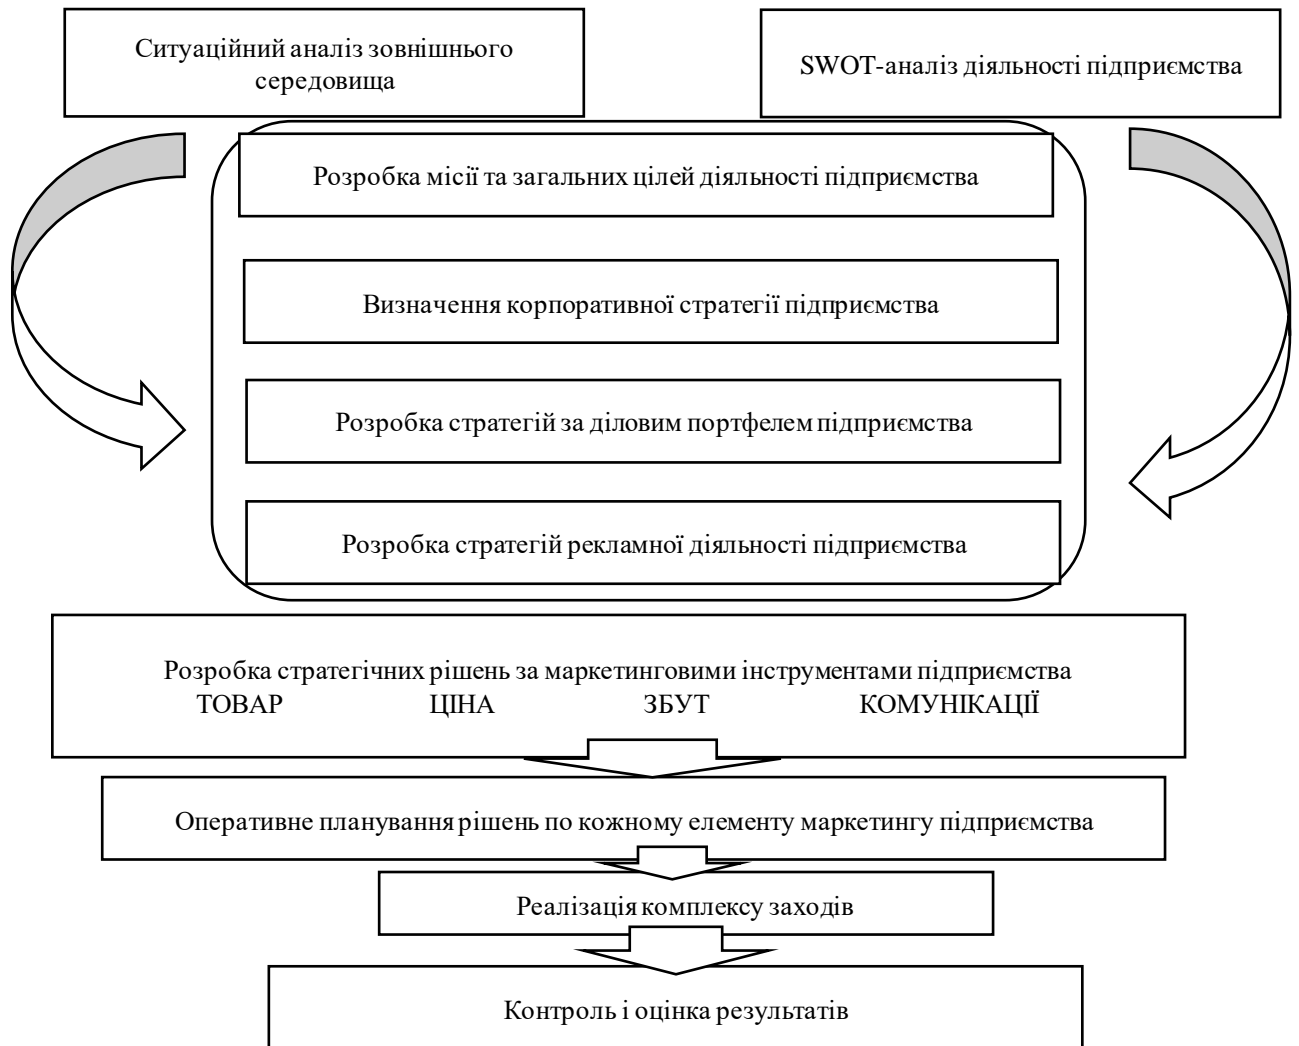 Ситуаційний аналіз зовнішнього
середовища
SWOT-аналіз діяльності підприємства
Розробка місії та загальних цілей діяльності підприємства
Визначення корпоративної стратегії підприємства
Розробка стратегій за діловим портфелем підприємства
Розробка стратегій рекламної діяльності підприємства
Розробка стратегічних рішень за маркетинговими інструментами підприємства
ТОВАР ЦІНА ЗБУТ КОМУНІКАЦІЇ
Оперативне планування рішень по кожному елементу маркетингу підприємства
Реалізація комплексу заходів
Контроль і оцінка результатів